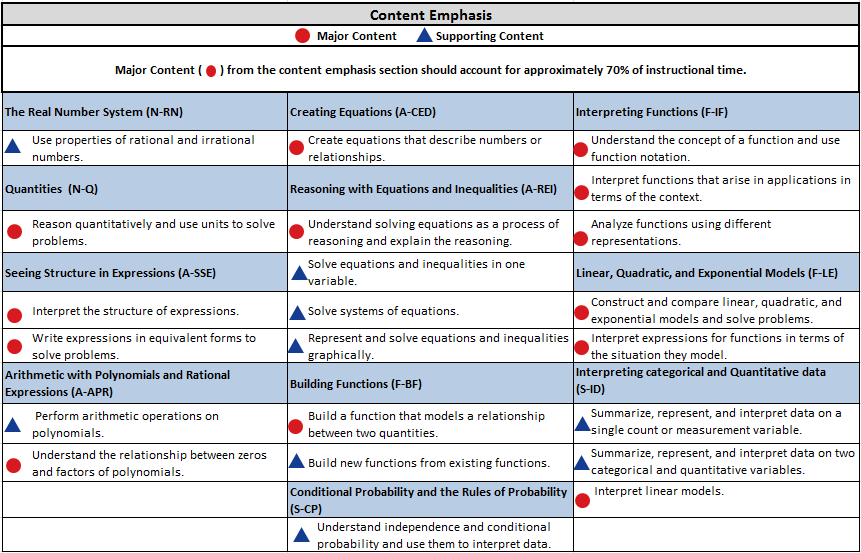 Content Emphasis
Major Content Supporting Content
Major Content ( ) from the content emphasis section should account for approximately 70% of instructional time.
The Real Number System (N-RN)
Use properties of rational and irrational
numbers.
Quantities (N-Q)
Reason quantitatively and use units to solve
problems.
Seeing Structure in Expressions (A-SSE)
Interpret the structure of expressions.
Write expressions in equivalent forms to
solve problems.
Arithmetic with Polynomials and Rational
Expressions (A-APR)
Perform arithmetic operations on
polynomials.
Understand the relationship between zeros
and factors of polynomials.
Creating Equations (A-CED)
Create equations that describe numbers or
relationships.
Reasoning with Equations and Inequalities (A-REI)
Understand solving equations as a process of
reasoning and explain the reasoning.
Solve equations and inequalities in one
variable.
Solve systems of equations.
Represent and solve equations and inequalities
graphically.
Building Functions (F-BF)
Build a function that models a relationship
between two quantities.
Build new functions from existing functions.
Conditional Probability and the Rules of Probability
(S-CP)
Understand independence and conditional
probability and use them to interpret data.
Interpreting Functions (F-IF)
Understand the concept of a function and use
function notation.
Interpret functions that arise in applications in
terms of the context.
Analyze functions using different
representations.
Linear, Quadratic, and Exponential Models (F-LE)
Construct and compare linear, quadratic, and
exponential models and solve problems.
Interpret expressions for functions in terms of
the situation they model.
Interpreting categorical and Quantitative data
(S-ID)
Summarize, represent, and interpret data on a
single count or measurement variable.
Summarize, represent, and interpret data on two
categorical and quantitative variables.
Interpret linear models.